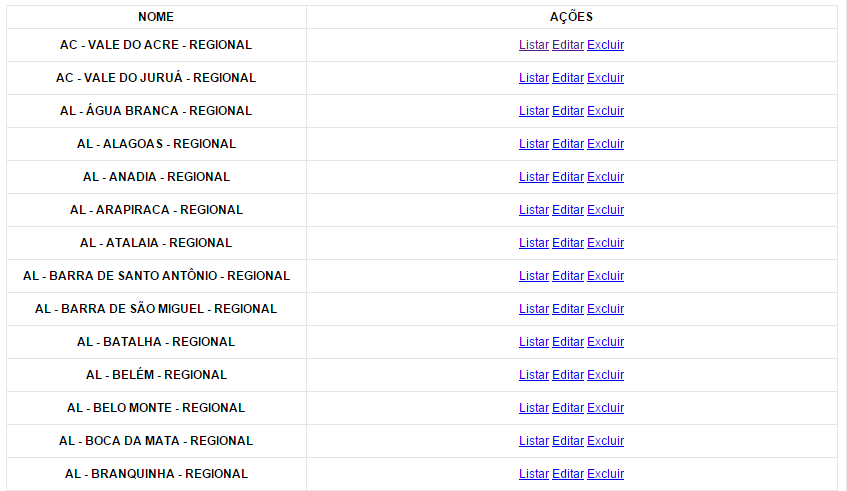 NOME AÇÕES
AC - VALE DO ACRE - REGIONAL Listar Editar Excluir
AC - VALE DO JURUÁ - REGIONAL Listar Editar Excluir
AL - ÁGUA BRANCA - REGIONAL Listar Editar Excluir
AL - ALAGOAS - REGIONAL Listar Editar Excluir
AL - ANADIA - REGIONAL Listar Editar Excluir
AL - ARAPIRACA - REGIONAL Listar Editar Excluir
AL - ATALAIA - REGIONAL Listar Editar Excluir
AL - BARRA DE SANTO ANTÔNIO - REGIONAL Listar Editar Excluir
AL - BARRA DE SÃO MIGUEL - REGIONAL Listar Editar Excluir
AL - BATALHA - REGIONAL Listar Editar Excluir
AL - BELÉM - REGIONAL Listar Editar Excluir
AL - BELO MONTE - REGIONAL Listar Editar Excluir
AL - BOCA DA MATA - REGIONAL Listar Editar Excluir
AL - BRANQUINHA - REGIONAL Listar Editar Excluir